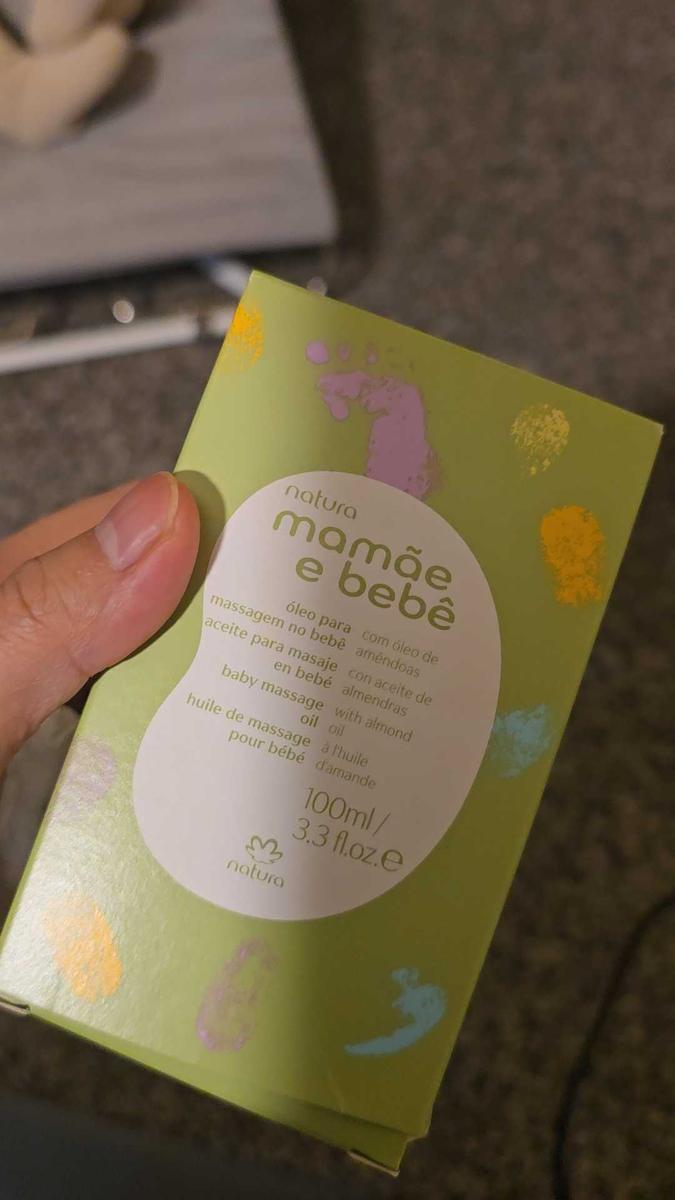 natura
mamãe
e bebê
óleo para
massagem no bebê
com óleo de
amêndoas
aceite para masaje
en bebé
con aceite de
almendras
baby massage
oil
with almond
oil
huile de massage
pour bébé
à l'huile
d'amande
100ml/
3.3 fl.oz.e
natura